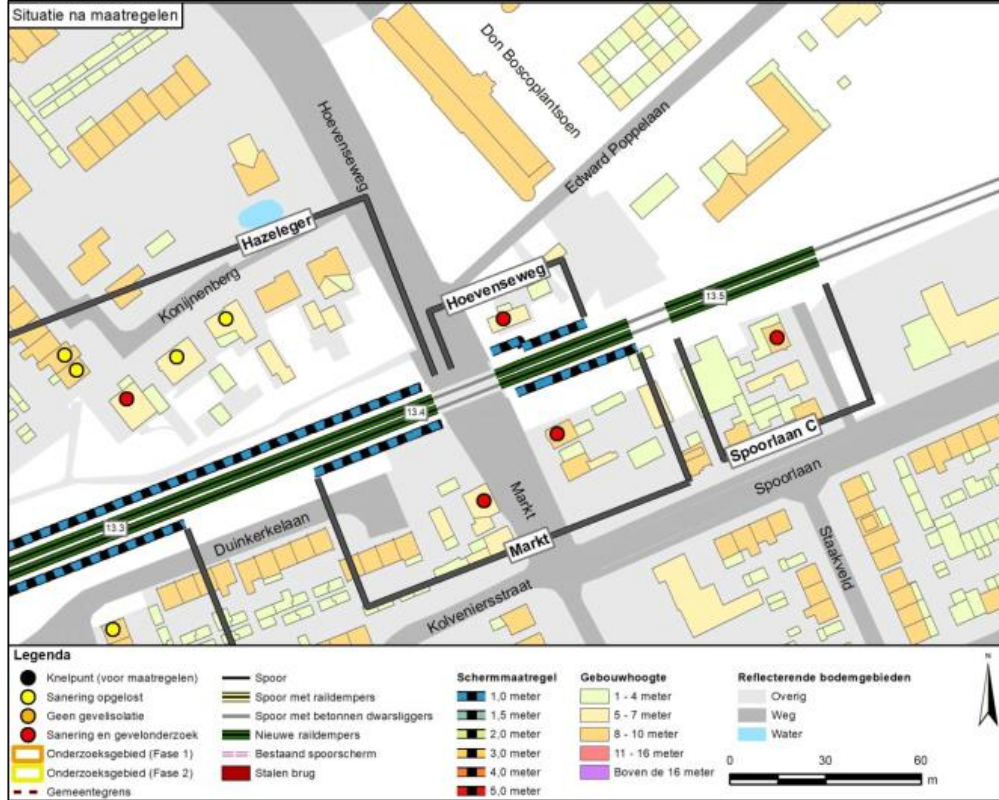 Situatie na maatregelen
Don Boscoplantsoen
Hoevenseweg
Edward Poppelaan
Hazeleger
Konijnenberg
Hoevenseweg
13.5
13.4
Spoorlaan C
Spoorlaan
13.3
Markt
Duinkerkelaan
Markt
Staakveld
Kolveniersstraat
Legenda
Knelpunt (voor maatregelen)
Sanering opgelost
Geen gevelisolatie
Sanering en gevelonderzoek
Onderzoeksgebied (Fase 1)
Onderzoeksgebied (Fase 2)
Gemeentegrens
Spoor
Spoor met raildempers
Spoor met betonnen dwarsliggers
Nieuwe raildempers
Bestaand spoorscherm
Stalen brug
Schermmaatregel
1,0 meter
1,5 meter
2,0 meter
3,0 meter
4,0 meter
5,0 meter
Gebouwhoogte
1 - 4 meter
5 - 7 meter
8 - 10 meter
11 - 16 meter
Boven de 16 meter
Reflecterende bodemgebieden
Overig
Weg
Water
N
0 30 60
m